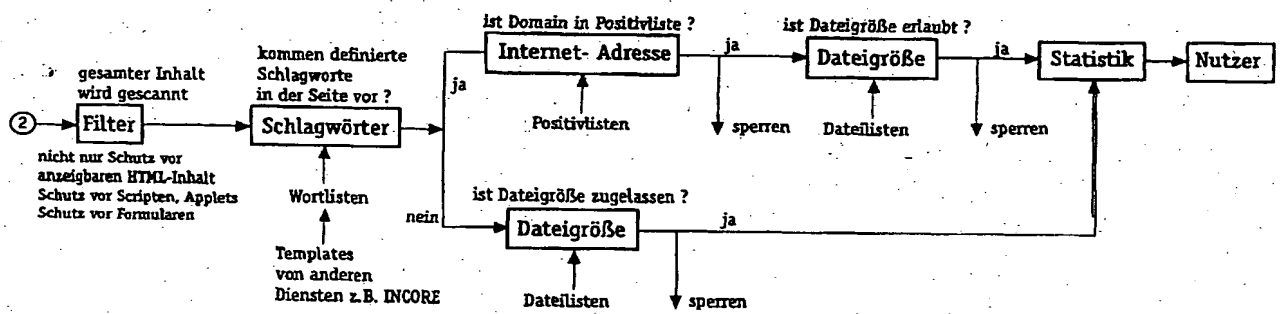 ist Domain in Positivliste ?
ist Dateigröße erlaubt ?
kommen definierte
Schlagworte
in der Seite vor ?
gesamter Inhalt
wird gescannt
ja
Internet- Adresse
ja
Dateigröße
ja
Statistik
Nutzer
2
Filter
Schlagwörter
Positivlisten
sperren
Dateilisten
sperren
nicht nur Schutz vor
anzeigbaren HTML-Inhalt
Schutz vor Scripten, Applets
Schutz vor Formularen
Wortlisten
ist Dateigröße zugelassen ?
nein
Dateigröße
ja
Templates
von anderen
Diensten z.B. INCORE
Dateilisten
sperren